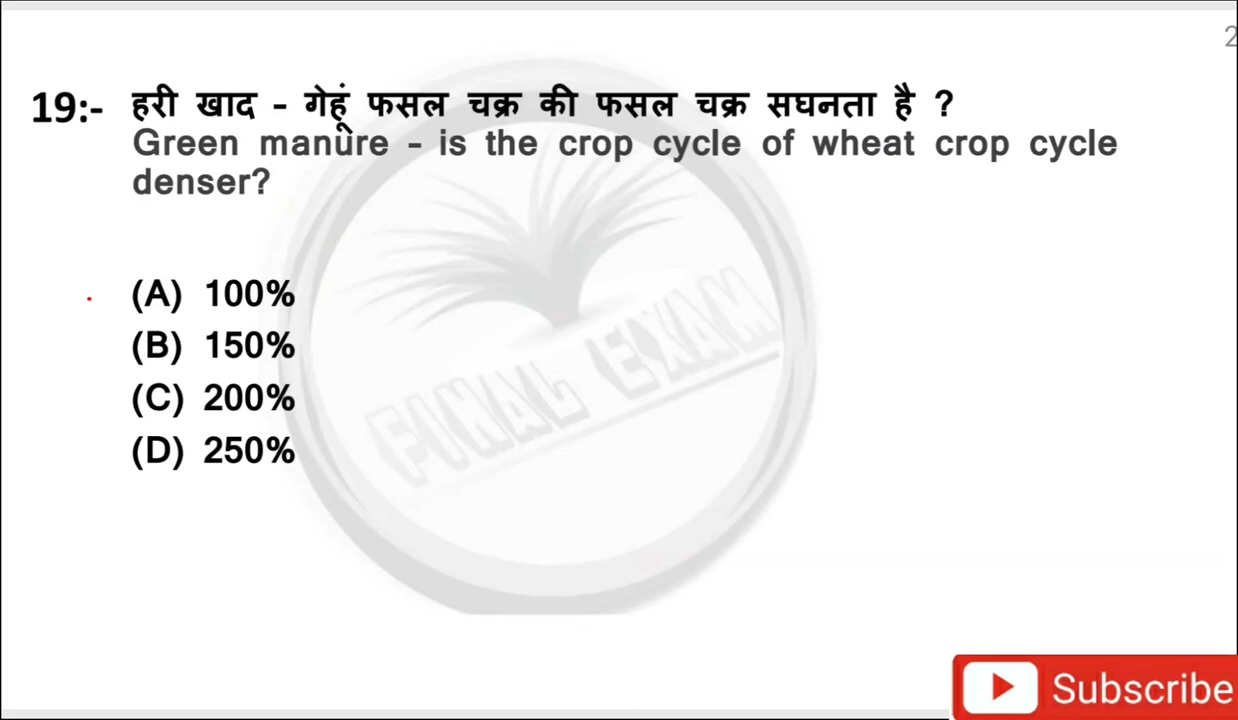 2
19:- हरी खाद - गेहूं फसल चक्र की फसल चक्र सघनता है ?
Green manure - is the crop cycle of wheat crop cycle
denser?
(A) 100%
(B) 150%
(C) 200%
(D) 250%
FINAL EXAM
Subscribe